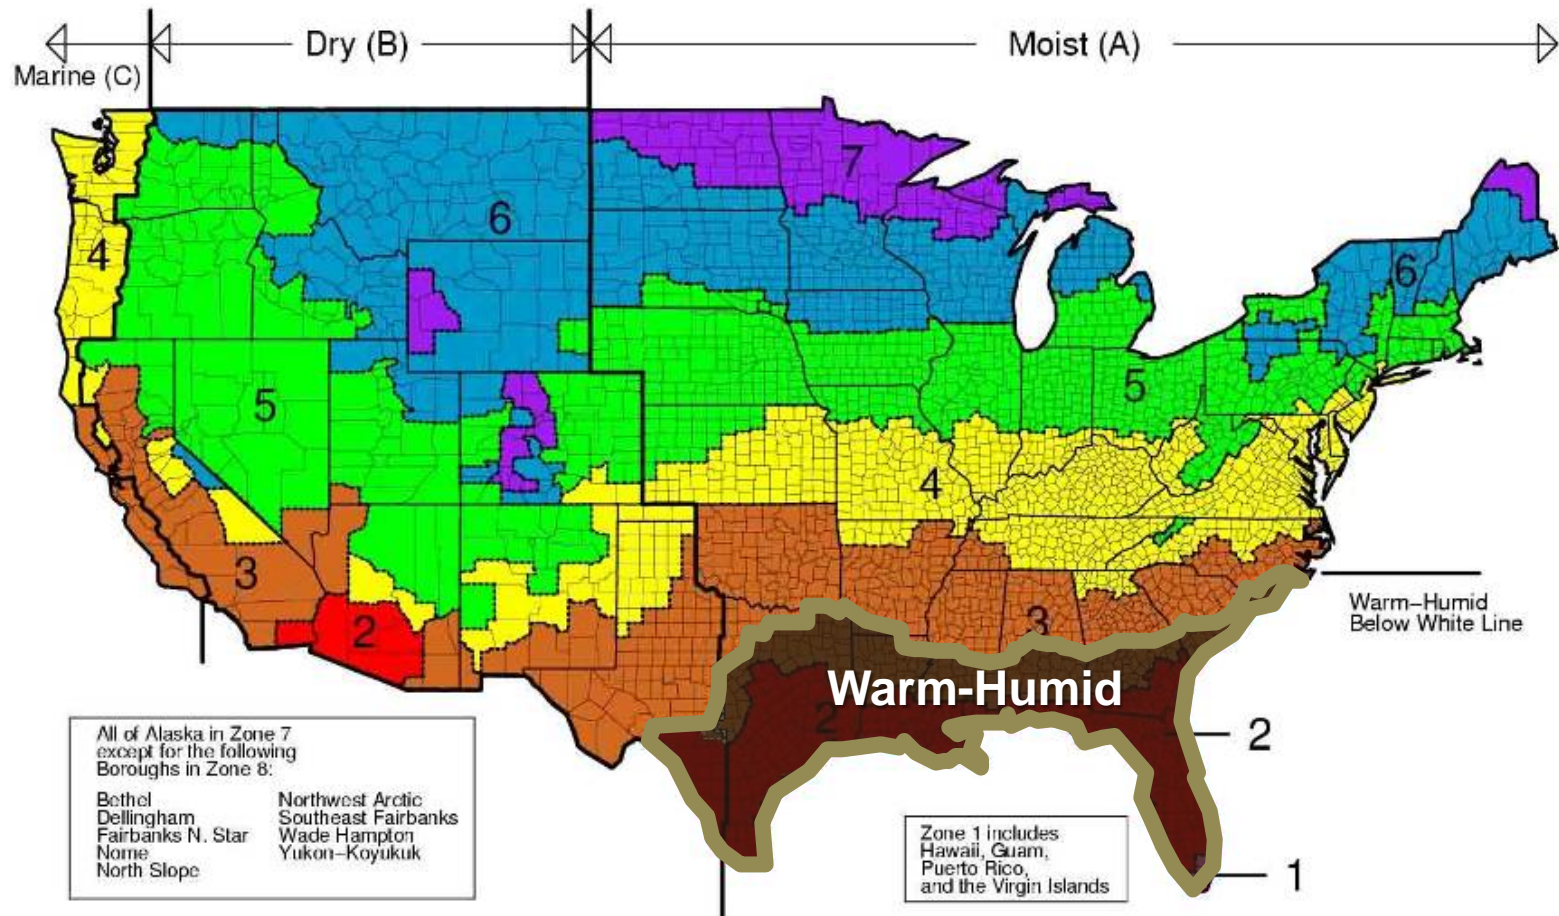 Dry (B)
Moist (A)
Marine (C)
7
6
4
6
5
5
4
3
2
3
Warm–Humid
Below White Line
Warm-Humid
2
2
All of Alaska in Zone 7
except for the following
Boroughs in Zone 8:
Bethel
Dellingham
Fairbanks N. Star
Nome
North Slope
Northwest Arctic
Southeast Fairbanks
Wade Hampton
Yukon–Koyukuk
Zone 1 includes
Hawaii, Guam,
Puerto Rico,
and the Virgin Islands
1